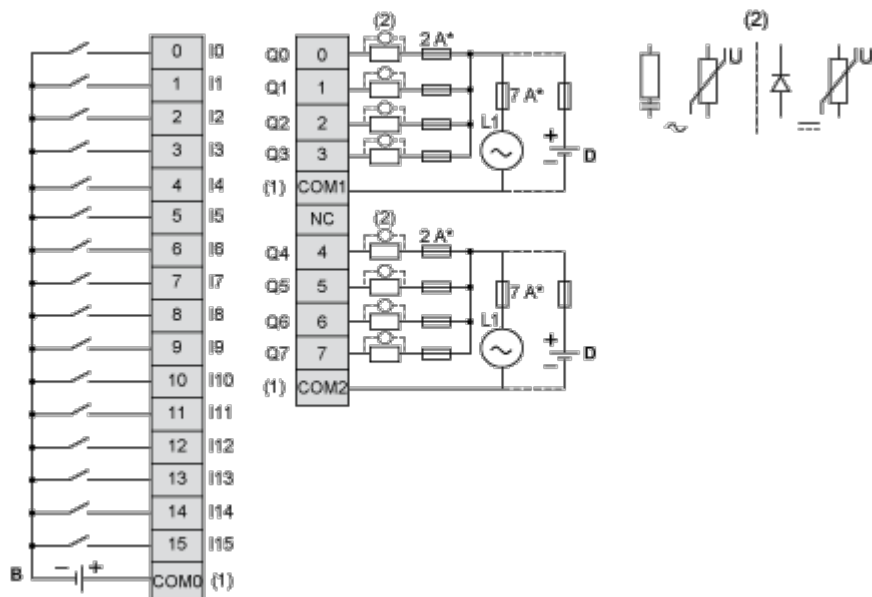 0 I0
1 I1
2 I2
3 I3
4 I4
5 I5
6 I6
7 I7
8 I8
9 I9
10 I10
11 I11
12 I12
13 I13
14 I14
15 I15
B − + COM0 (1)
(2)
Q0 0 2 A*
Q1 1
Q2 2
Q3 3
7 A*
L1
+
− D
(1) COM1
NC
(2)
Q4 4 2 A*
Q5 5
Q6 6
Q7 7
7 A*
L1
+
− D
(1) COM2
(2)
U U